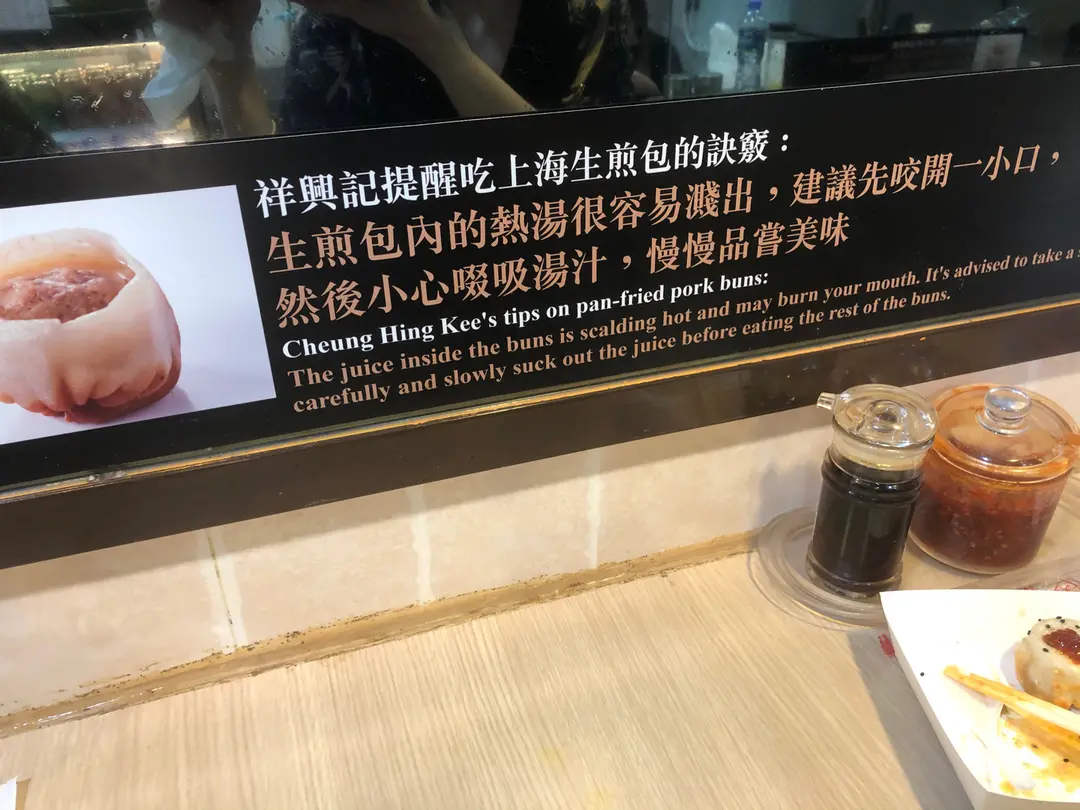 祥興記提醒吃上海生煎包的訣竅：
生煎包內的熱湯很容易濺出，建議先咬開一小口，
然後小心啜吸湯汁，慢慢品嘗美味
Cheung Hing Kee's tips on pan-fried pork buns:
The juice inside the buns is scalding hot and may burn your mouth. It's advised to take a
carefully and slowly suck out the juice before eating the rest of the buns.